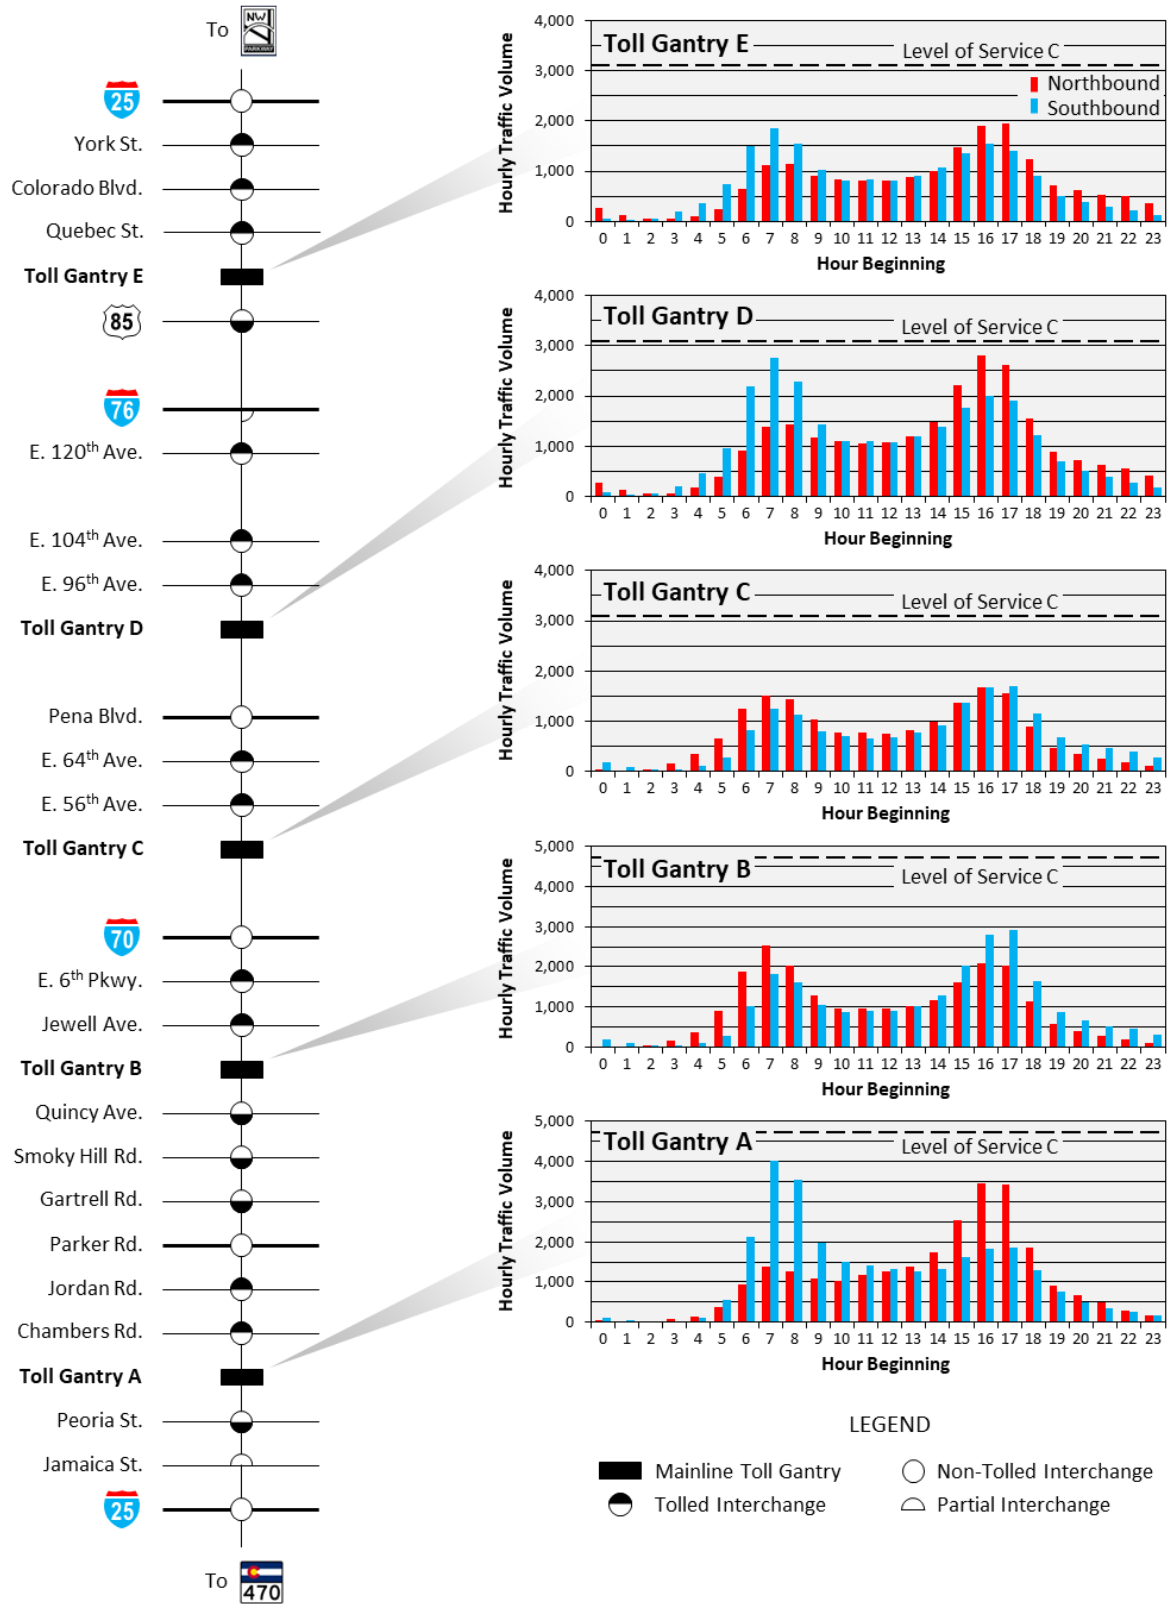 To NW PARKWAY
25
York St.
Colorado Blvd.
Quebec St.
Toll Gantry E
85
76
E. 120th Ave.
E. 104th Ave.
E. 96th Ave.
Toll Gantry D
Pena Blvd.
E. 64th Ave.
E. 56th Ave.
Toll Gantry C
70
E. 6th Pkwy.
Jewell Ave.
Toll Gantry B
Quincy Ave.
Smoky Hill Rd.
Gartrell Rd.
Parker Rd.
Jordan Rd.
Chambers Rd.
Toll Gantry A
Peoria St.
Jamaica St.
25
To 470
Toll Gantry E
Level of Service C
Northbound
Southbound
Hourly Traffic Volume
4,000
3,000
2,000
1,000
0
0 1 2 3 4 5 6 7 8 9 10 11 12 13 14 15 16 17 18 19 20 21 22 23
Hour Beginning
Toll Gantry D
Level of Service C
Hourly Traffic Volume
4,000
3,000
2,000
1,000
0
0 1 2 3 4 5 6 7 8 9 10 11 12 13 14 15 16 17 18 19 20 21 22 23
Hour Beginning
Toll Gantry C
Level of Service C
Hourly Traffic Volume
4,000
3,000
2,000
1,000
0
0 1 2 3 4 5 6 7 8 9 10 11 12 13 14 15 16 17 18 19 20 21 22 23
Hour Beginning
Toll Gantry B
Level of Service C
Hourly Traffic Volume
5,000
4,000
3,000
2,000
1,000
0
0 1 2 3 4 5 6 7 8 9 10 11 12 13 14 15 16 17 18 19 20 21 22 23
Hour Beginning
Toll Gantry A
Level of Service C
Hourly Traffic Volume
5,000
4,000
3,000
2,000
1,000
0
0 1 2 3 4 5 6 7 8 9 10 11 12 13 14 15 16 17 18 19 20 21 22 23
Hour Beginning
LEGEND
Mainline Toll Gantry
Non-Tolled Interchange
Tolled Interchange
Partial Interchange